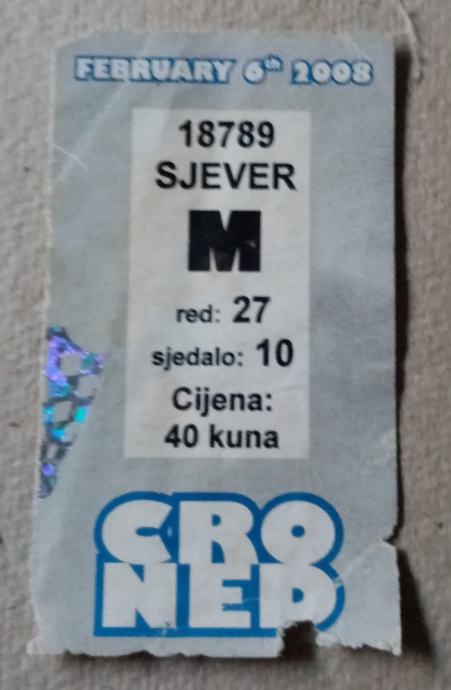 FEBRUARY 6th 2008
18789
SJEVER
M
red: 27
sjedalo: 10
Cijena:
40 kuna
CRO
NED